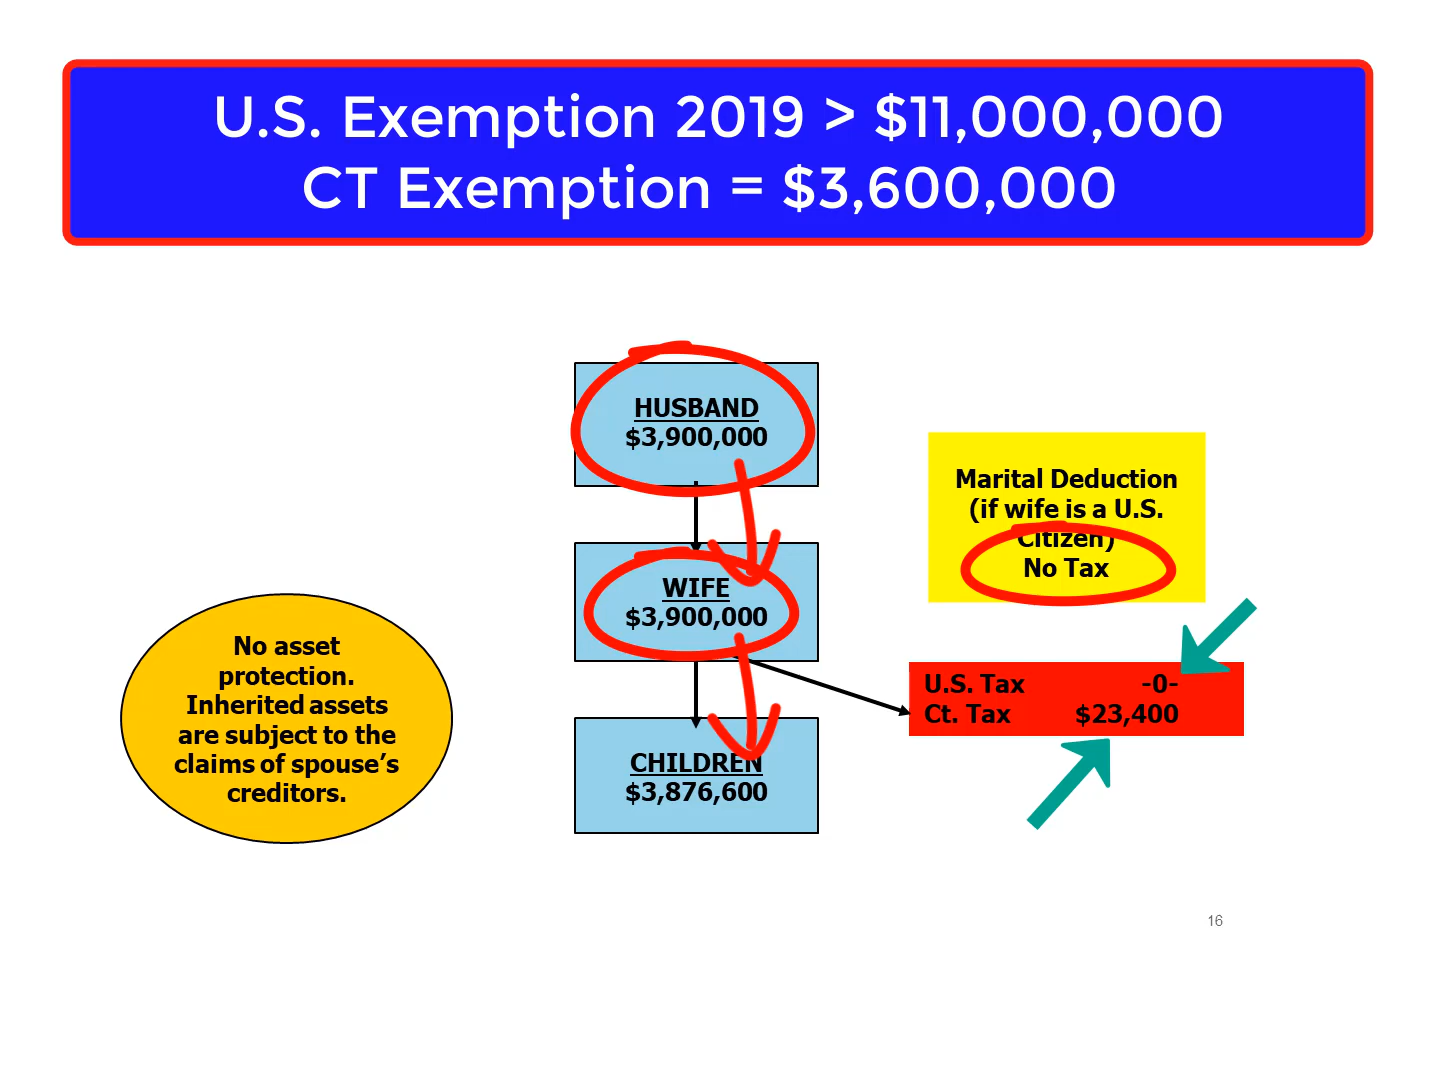 U.S. Exemption 2019 > $11,000,000
CT Exemption = $3,600,000
HUSBAND
$3,900,000
Marital Deduction
(if wife is a U.S.
Citizen)
No Tax
WIFE
$3,900,000
No asset
protection.
Inherited assets
are subject to the
claims of spouse’s
creditors.
U.S. Tax -0-
Ct. Tax $23,400
CHILDREN
$3,876,600
16